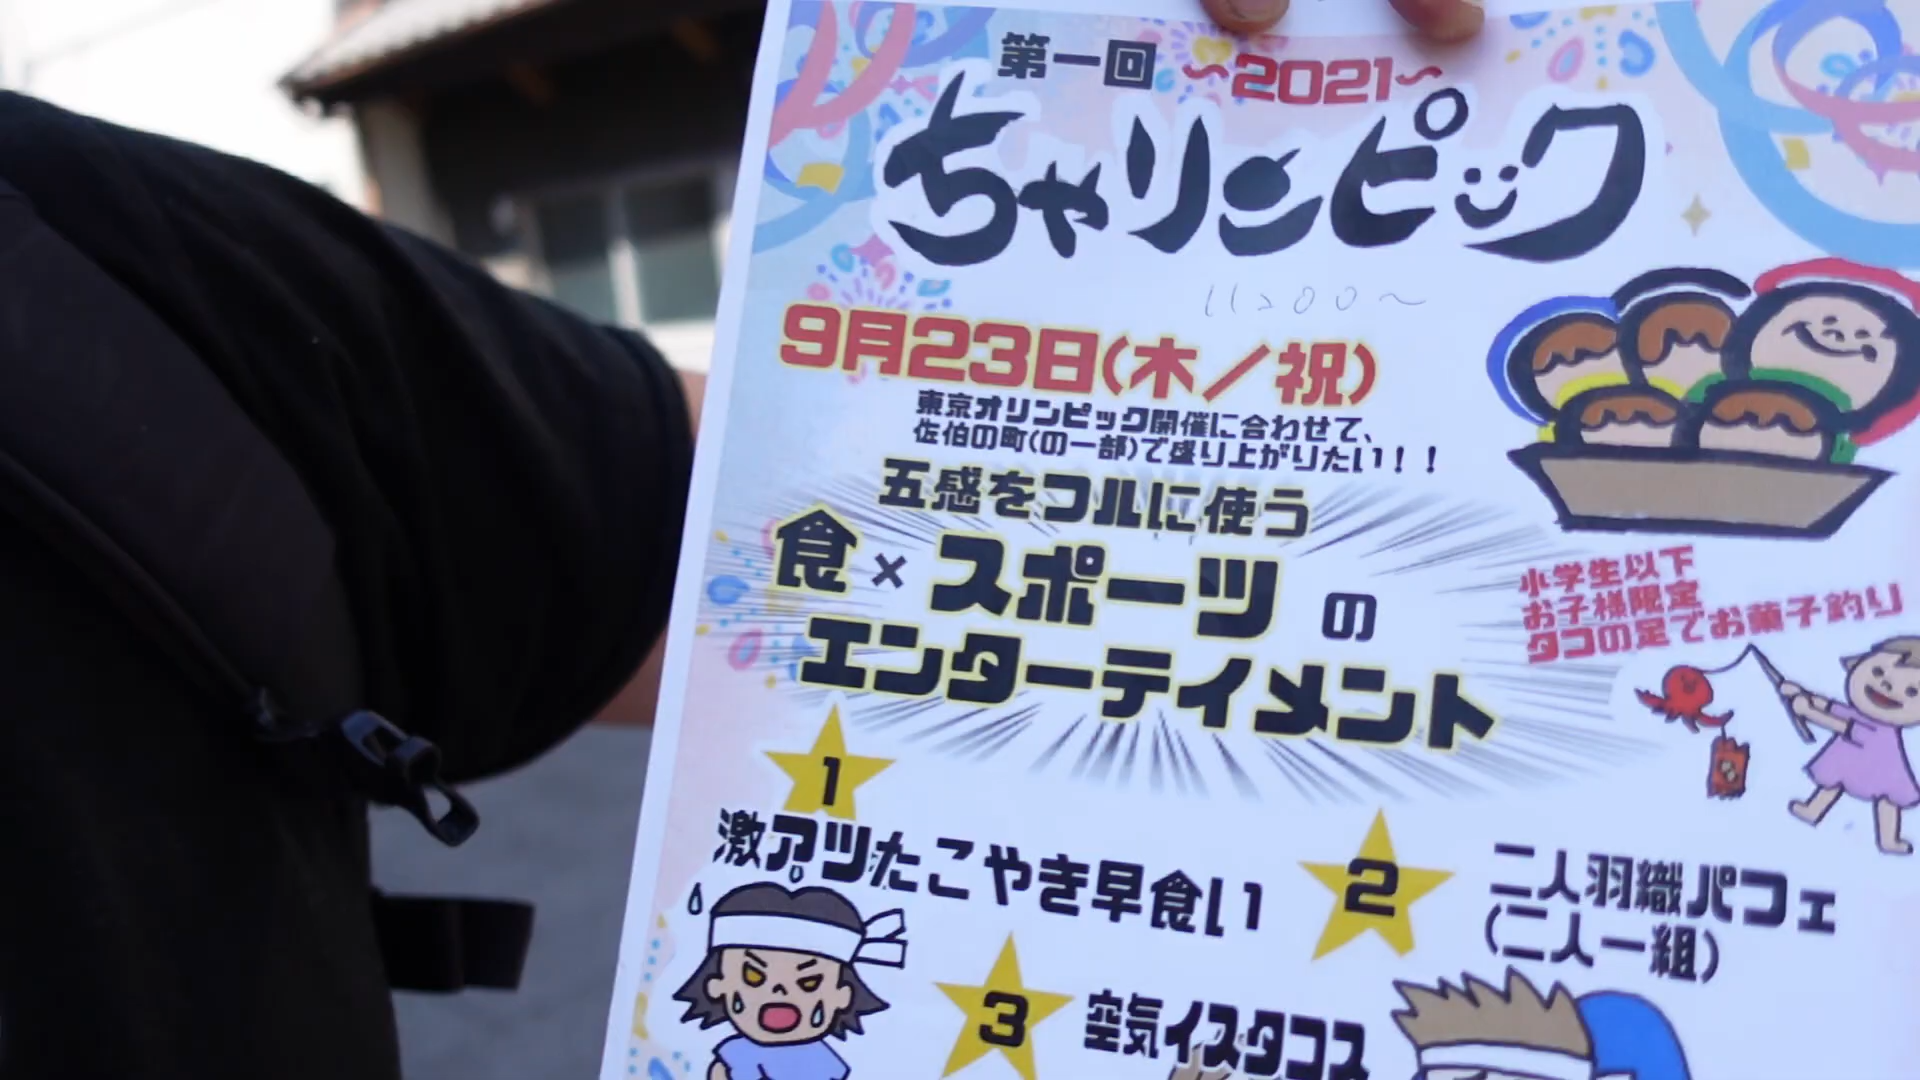 第一回 ~2021~
ちゃリンピック
11:00~
9月23日(木/祝)
東京オリンピック開催に合わせて、
佐伯の町(の一部)で盛り上がりたい!!
五感をフルに使う
食×スポーツの
エンターテイメント
小学生以下
お子様限定
タコの足でお菓子釣り
1
激アツたこやき早食い
2
二人羽織パフェ
(二人一組)
3
空気イスタコス